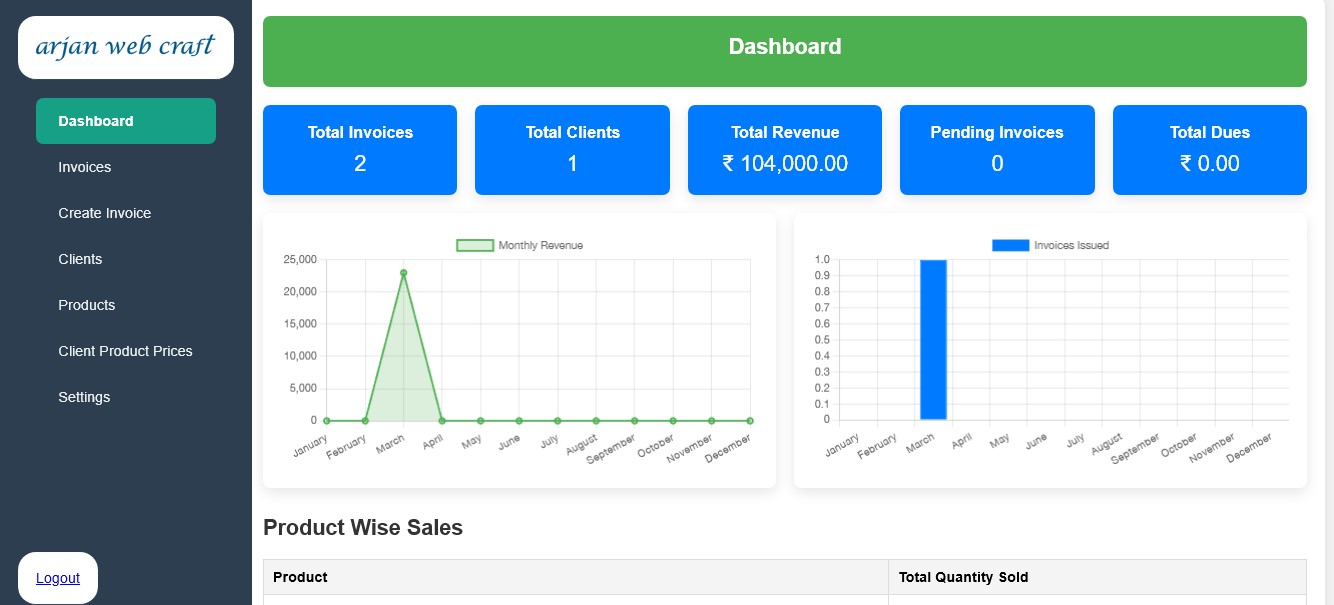 arjan web craft
Dashboard
Invoices
Create Invoice
Clients
Products
Client Product Prices
Settings
Logout
Dashboard
Total Invoices
2
Total Clients
1
Total Revenue
₹ 104,000.00
Pending Invoices
0
Total Dues
₹ 0.00
Monthly Revenue
25,000
20,000
15,000
10,000
5,000
0
January
February
March
April
May
June
July
August
September
October
November
December
Invoices Issued
1.0
0.9
0.8
0.7
0.6
0.5
0.4
0.3
0.2
0.1
0
January
February
March
April
May
June
July
August
September
October
November
December
Product Wise Sales
Product Total Quantity Sold